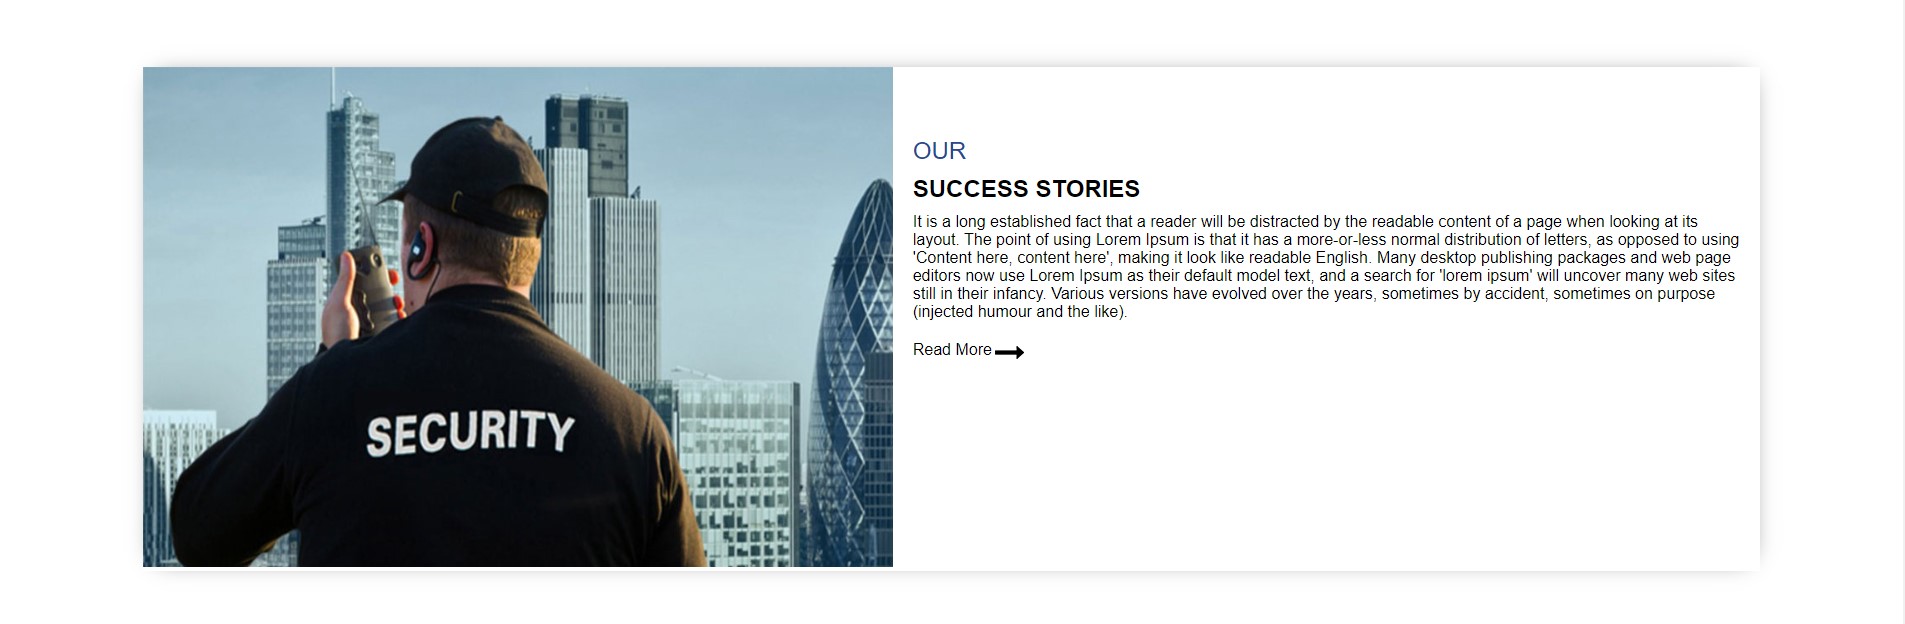 OUR
SUCCESS STORIES
It is a long established fact that a reader will be distracted by the readable content of a page when looking at its
layout. The point of using Lorem Ipsum is that it has a more-or-less normal distribution of letters, as opposed to using
'Content here, content here', making it look like readable English. Many desktop publishing packages and web page
editors now use Lorem Ipsum as their default model text, and a search for 'lorem ipsum' will uncover many web sites
still in their infancy. Various versions have evolved over the years, sometimes by accident, sometimes on purpose
(injected humour and the like).
Read More
SECURITY